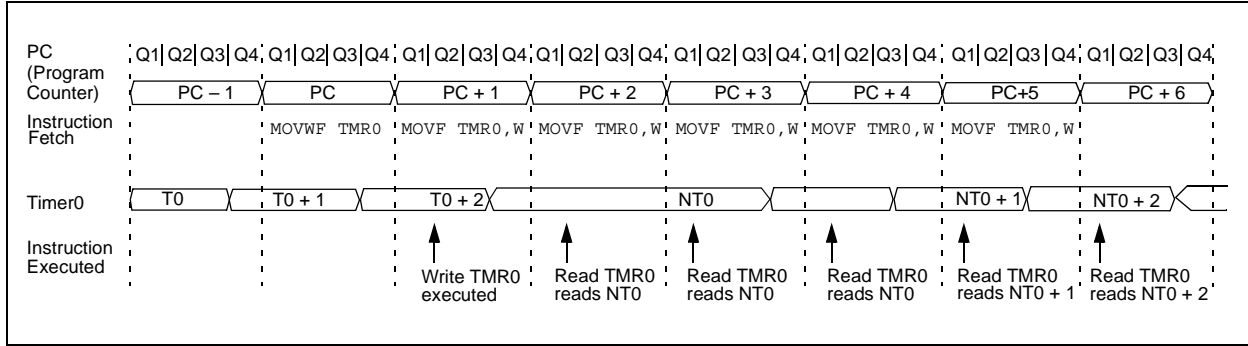 PC
(Program
Counter)
Q1 Q2 Q3 Q4 Q1 Q2 Q3 Q4 Q1 Q2 Q3 Q4 Q1 Q2 Q3 Q4 Q1 Q2 Q3 Q4 Q1 Q2 Q3 Q4 Q1 Q2 Q3 Q4 Q1 Q2 Q3 Q4
PC – 1 PC PC + 1 PC + 2 PC + 3 PC + 4 PC+5 PC + 6
Instruction
Fetch
MOVWF TMR0 MOVF TMR0,W MOVF TMR0,W MOVF TMR0,W MOVF TMR0,W MOVF TMR0,W
Timer0
T0 T0 + 1 T0 + 2 NT0 NT0 + 1 NT0 + 2
Instruction
Executed
Write TMR0
executed
Read TMR0
reads NT0
Read TMR0
reads NT0
Read TMR0
reads NT0
Read TMR0
reads NT0 + 1
Read TMR0
reads NT0 + 2